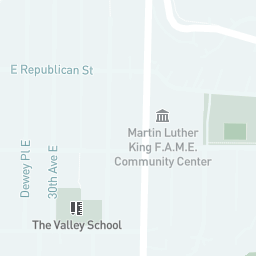 E Republican St
Martin Luther
King F.A.M.E.
Community Center
Dewey Pl E
30th Ave E
The Valley School